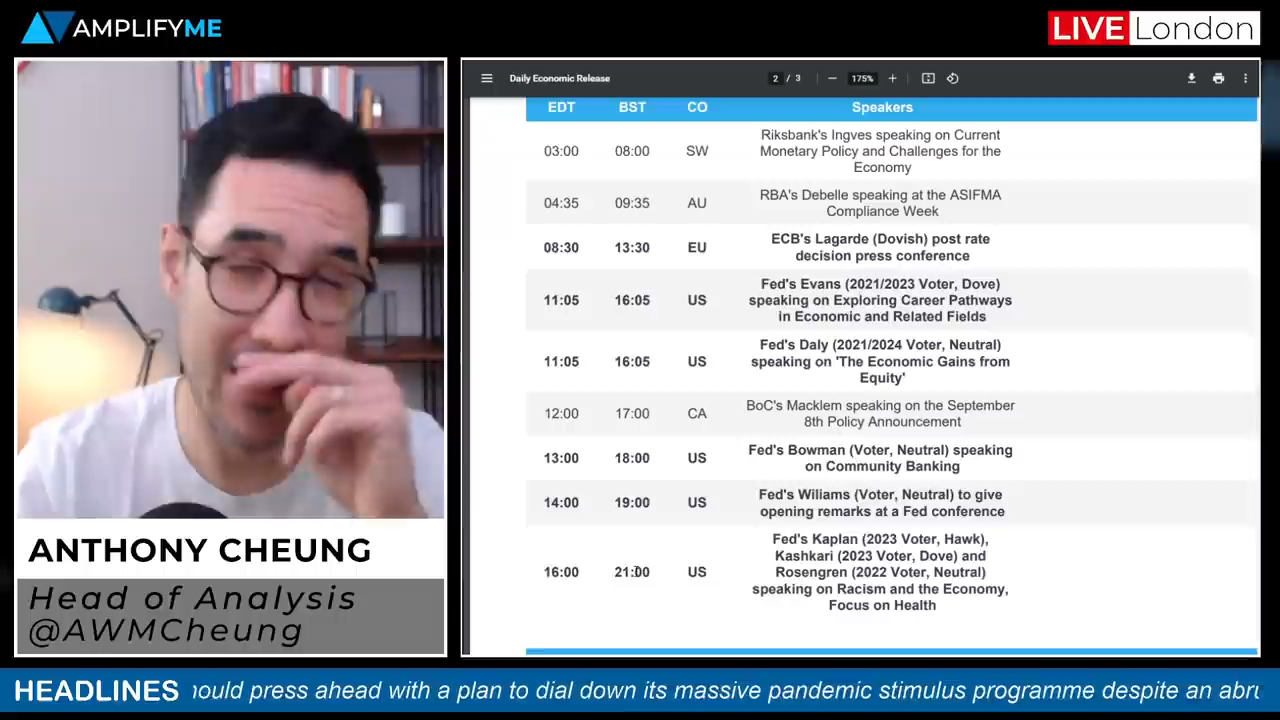 AMPLIFYME
LIVE London
Daily Economic Release
2 / 3
175%
EDT BST CO Speakers
03:00 08:00 SW Riksbank's Ingves speaking on Current
Monetary Policy and Challenges for the
Economy
04:35 09:35 AU RBA's Debelle speaking at the ASIFMA
Compliance Week
08:30 13:30 EU ECB's Lagarde (Dovish) post rate
decision press conference
11:05 16:05 US Fed's Evans (2021/2023 Voter, Dove)
speaking on Exploring Career Pathways
in Economic and Related Fields
11:05 16:05 US Fed's Daly (2021/2024 Voter, Neutral)
speaking on 'The Economic Gains from
Equity'
12:00 17:00 CA BoC's Macklem speaking on the September
8th Policy Announcement
13:00 18:00 US Fed's Bowman (Voter, Neutral) speaking
on Community Banking
14:00 19:00 US Fed's Wiliams (Voter, Neutral) to give
opening remarks at a Fed conference
16:00 21:00 US Fed's Kaplan (2023 Voter, Hawk),
Kashkari (2023 Voter, Dove) and
Rosengren (2022 Voter, Neutral)
speaking on Racism and the Economy,
Focus on Health
ANTHONY CHEUNG
Head of Analysis
@AWMCheung
HEADLINES ould press ahead with a plan to dial down its massive pandemic stimulus programme despite an abru